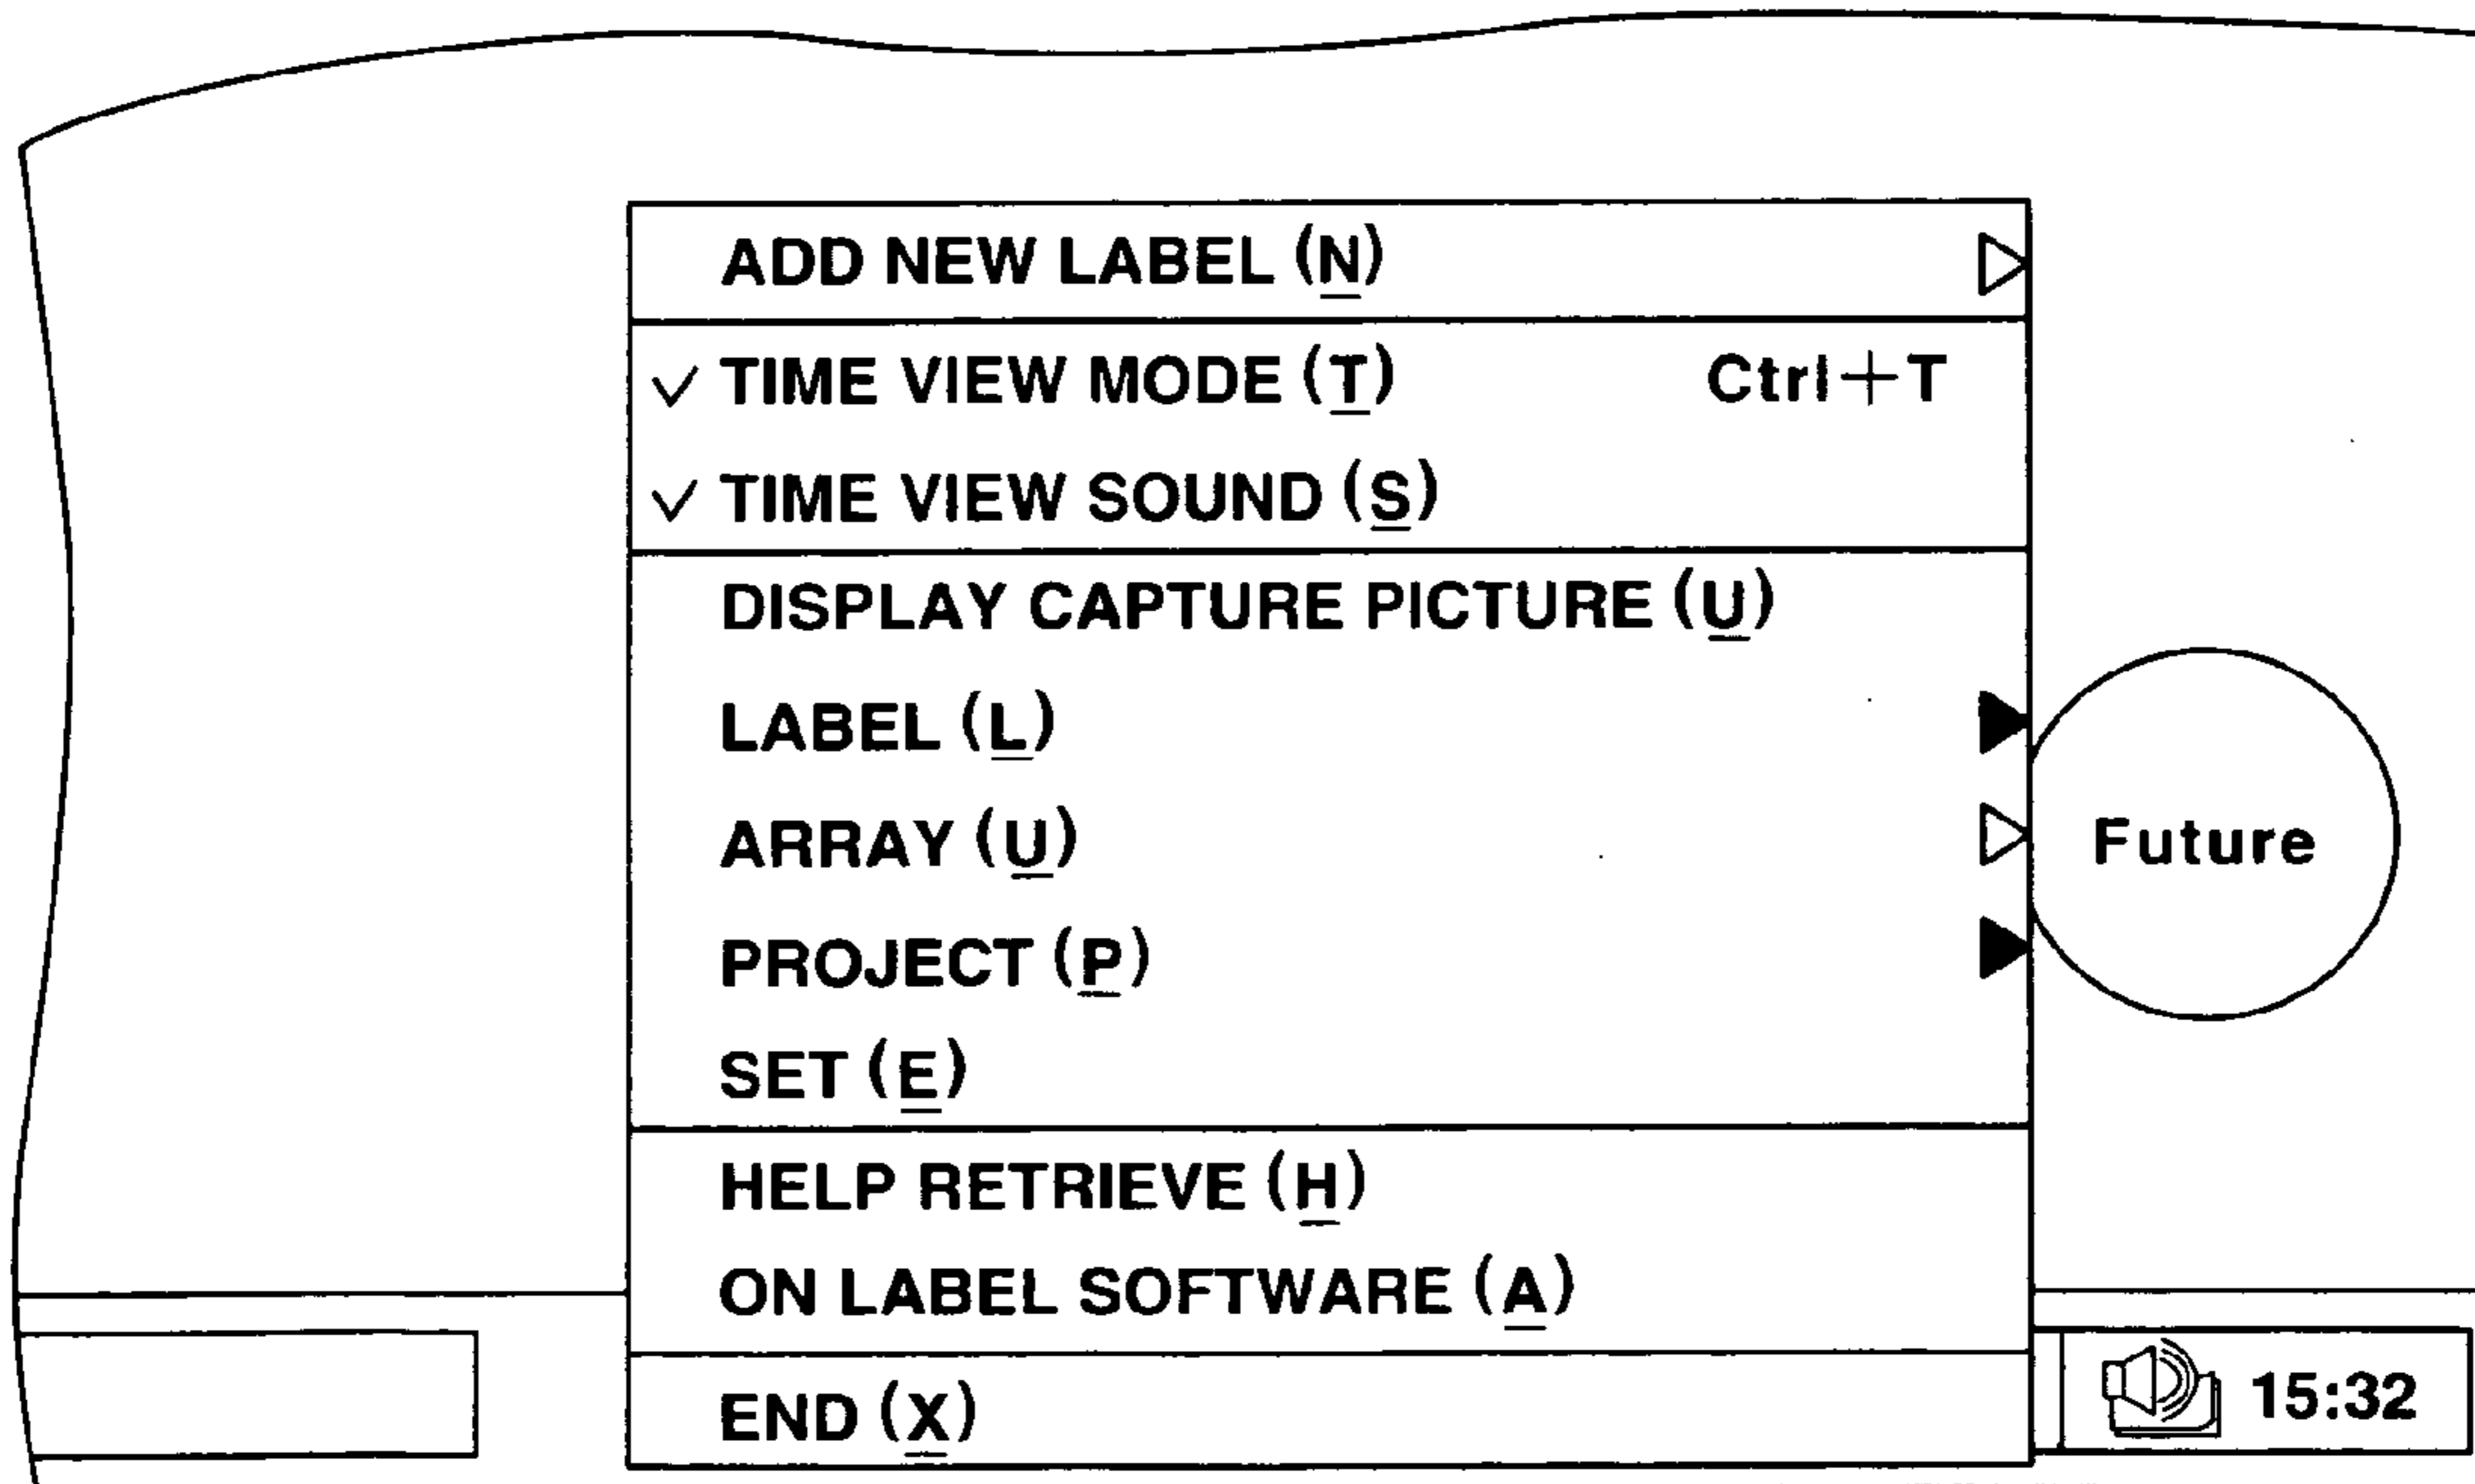 ADD NEW LABEL (N)
TIME VIEW MODE (T) Ctrl+T
TIME VIEW SOUND (S)
DISPLAY CAPTURE PICTURE (U)
LABEL (L)
ARRAY (U)
Future
PROJECT (P)
SET (E)
HELP RETRIEVE (H)
ON LABEL SOFTWARE (A)
END (X)
15:32